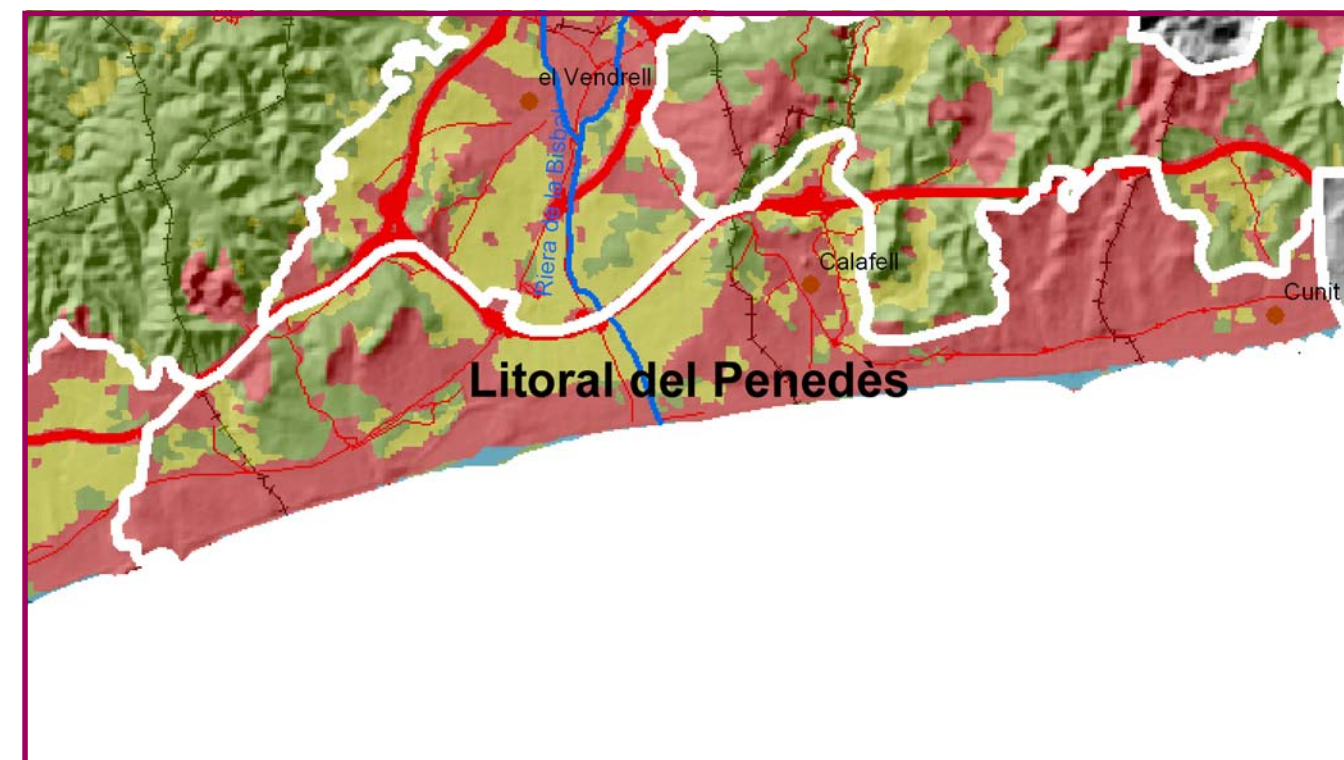 el Vendrell
Riera de la Bisbal
Calafell
Cunit
Litoral del Penedès